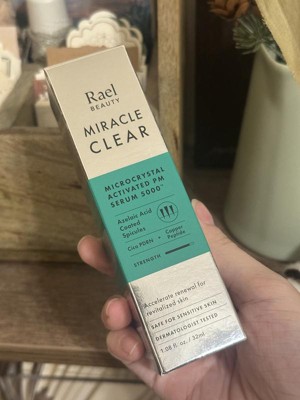 Rael
BEAUTY
MIRACLE
CLEAR
MICROCRYSTAL
ACTIVATED PM
SERUM 5000™
Azelaic Acid
Coated
Spicules
Cica PDRN + Copper
Peptide
STRENGTH
Accelerate renewal for
revitalized skin
SAFE FOR SENSITIVE SKIN
DERMATOLOGIST TESTED
1.08 fl. oz. / 32ml